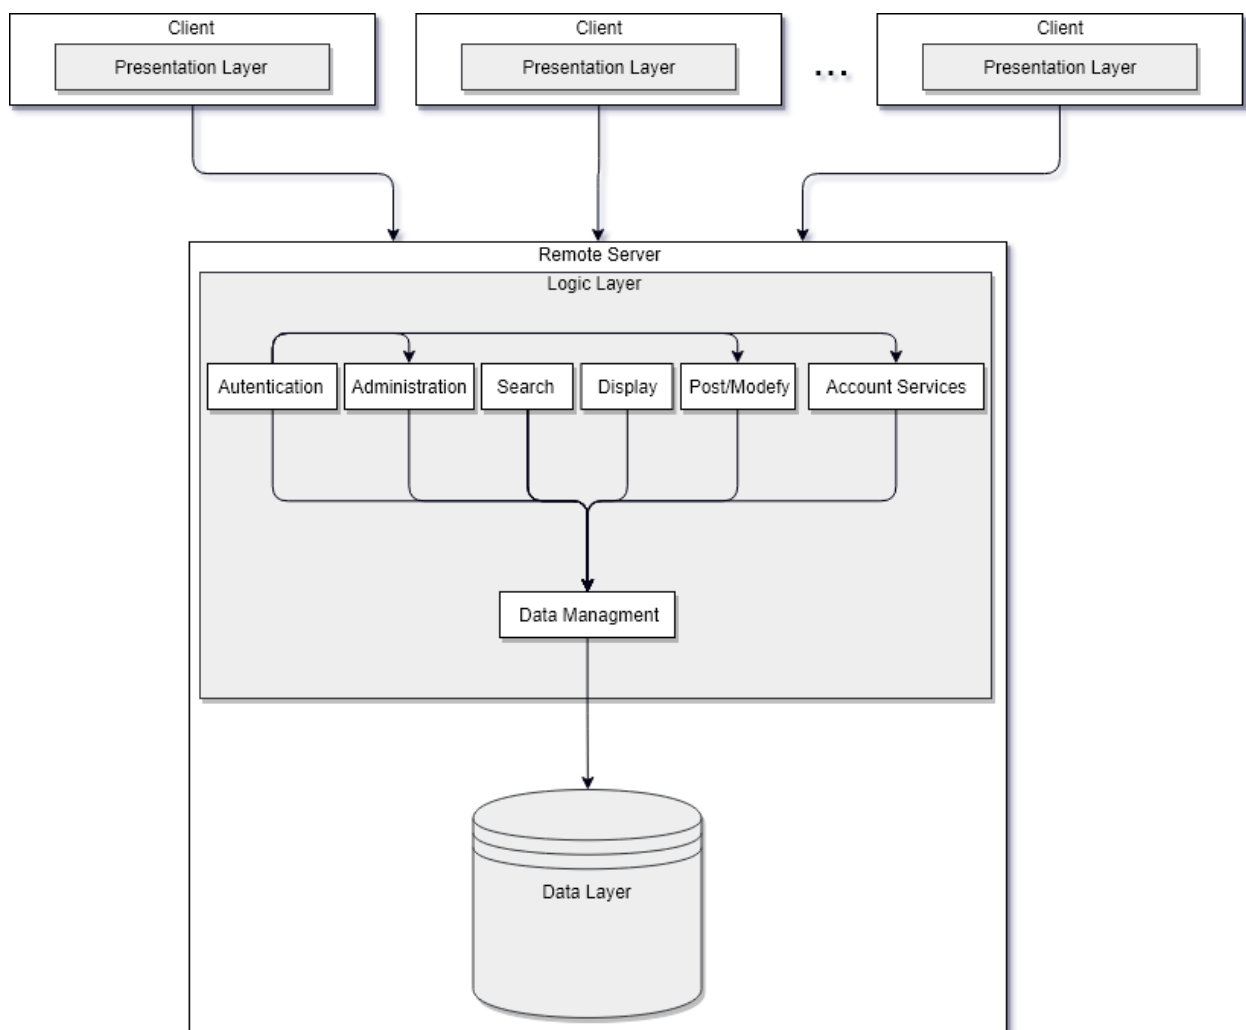 Client
Presentation Layer
Client
Presentation Layer
...
Client
Presentation Layer
Remote Server
Logic Layer
Autentication
Administration
Search
Display
Post/Modefy
Account Services
Data Managment
Data Layer